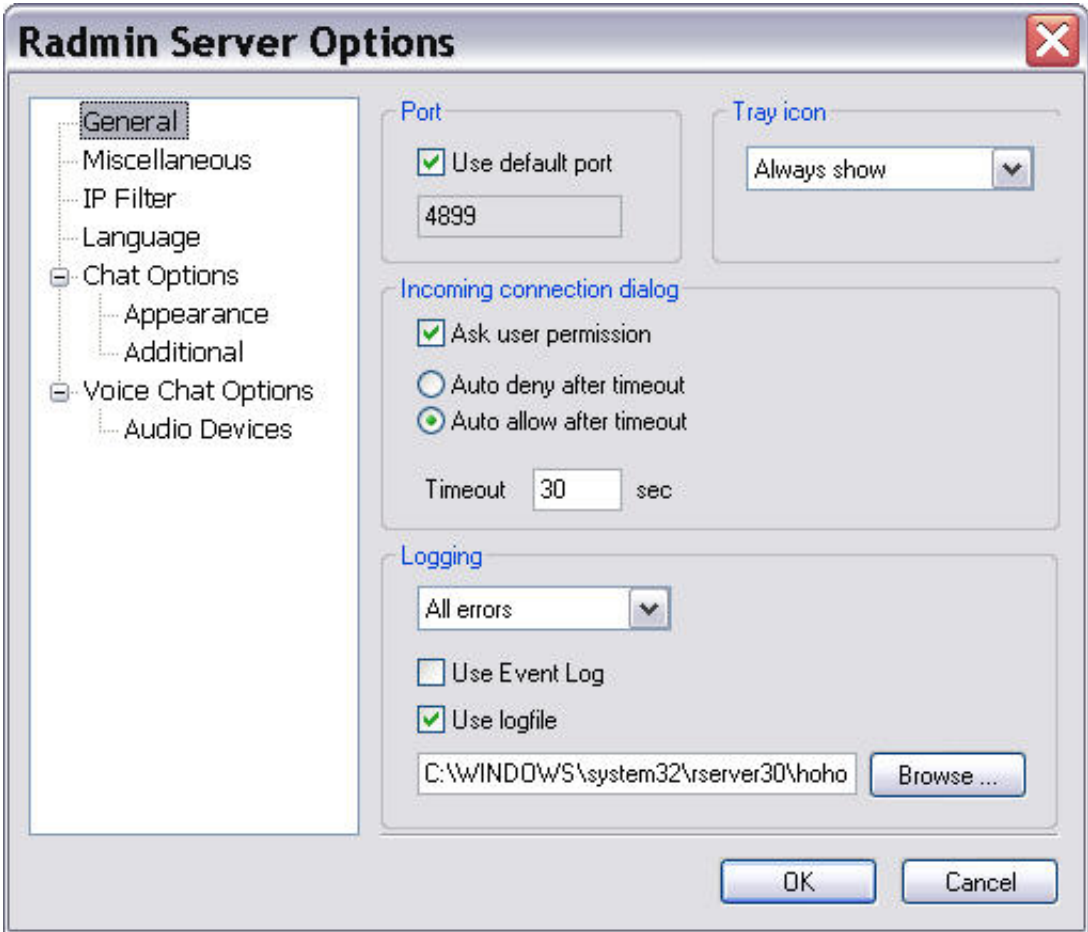 Radmin Server Options
General
Miscellaneous
IP Filter
Language
Chat Options
Appearance
Additional
Voice Chat Options
Audio Devices
Port
Use default port
4899
Tray icon
Always show
Incoming connection dialog
Ask user permission
Auto deny after timeout
Auto allow after timeout
Timeout 30 sec
Logging
All errors
Use Event Log
Use logfile
C:\WINDOWS\system32\rserver30\hoho
Browse ...
OK Cancel